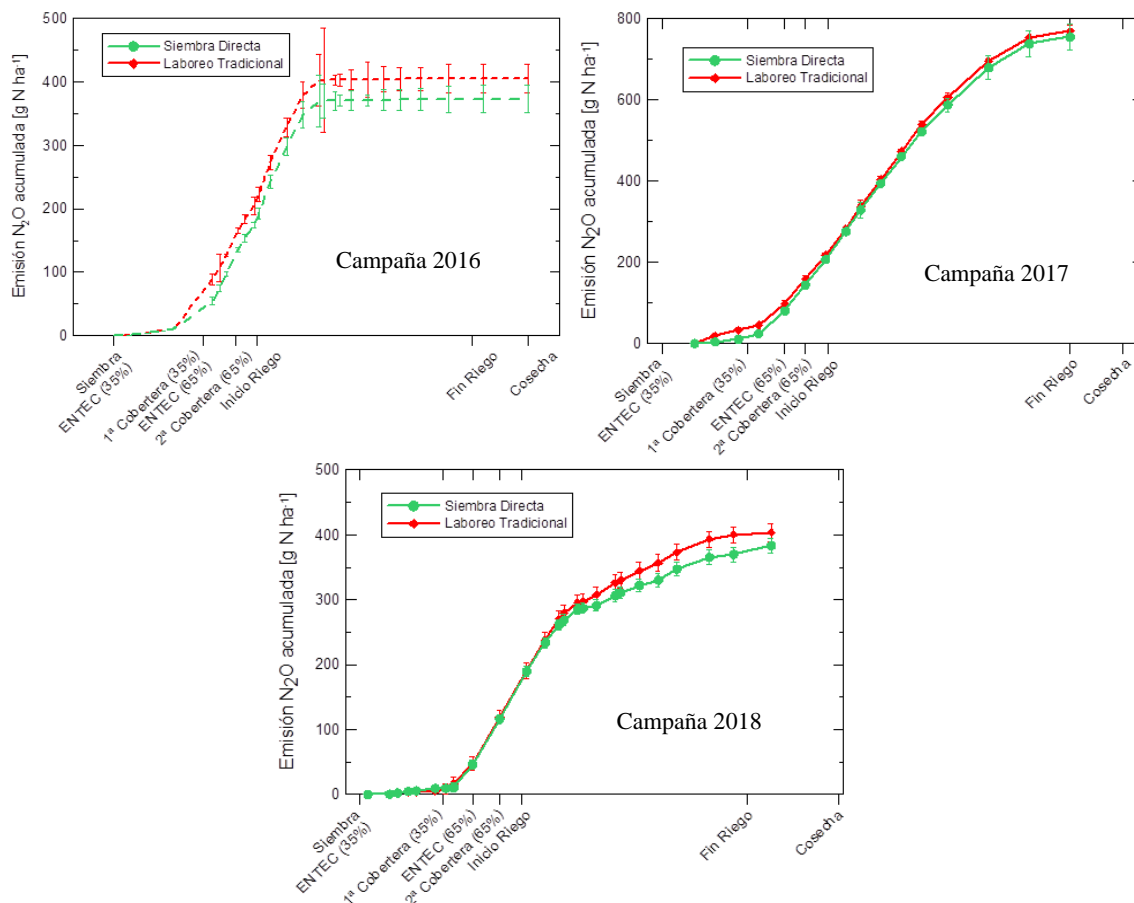 Emisión N₂O acumulada [g N ha⁻¹]
500
400
300
200
100
0
Siembra Directa
Laboreo Tradicional
Campaña 2016
Siembra
ENTEC (35%)
1ª Cobertera (35%)
ENTEC (65%)
2ª Cobertera (65%)
Inicio Riego
Fin Riego
Cosecha
Emisión N₂O acumulada [g N ha⁻¹]
800
600
400
200
0
Siembra Directa
Laboreo Tradicional
Campaña 2017
Siembra
ENTEC (35%)
1ª Cobertera (35%)
ENTEC (65%)
2ª Cobertera (65%)
Inicio Riego
Fin Riego
Cosecha
Emisión N₂O acumulada [g N ha⁻¹]
500
400
300
200
100
0
Siembra Directa
Laboreo Tradicional
Campaña 2018
Siembra
ENTEC (35%)
1ª Cobertera (35%)
ENTEC (65%)
2ª Cobertera (65%)
Inicio Riego
Fin Riego
Cosecha